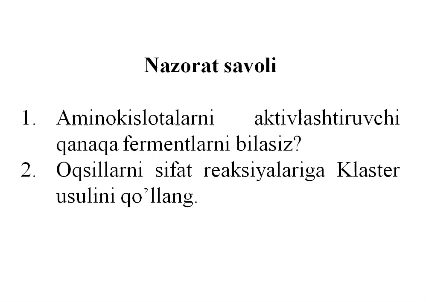 Nazorat savoli
1. Aminokislotalarni aktivlashtiruvchi
qanaqa fermentlarni bilasiz?
2. Oqsillarni sifat reaksiyalariga Klaster
usulini qo’llang.